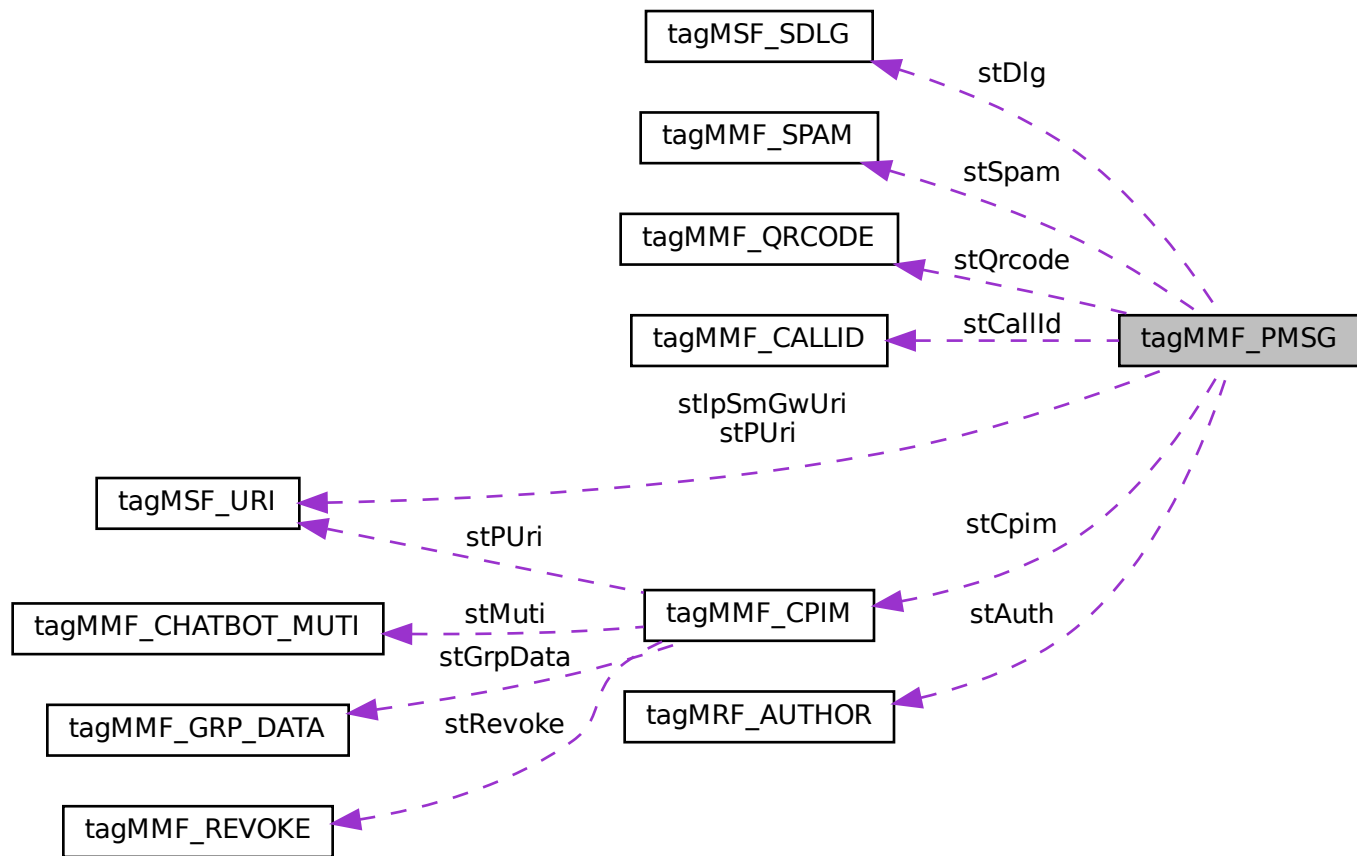 tagMSF_SDLG
stDlg
tagMMF_SPAM
stSpam
tagMMF_QRCODE
stQrcode
tagMMF_CALLID
stCallId
tagMMF_PMSG
stIpSmGwUri
stPUri
tagMSF_URI
stPUri
stCpim
tagMMF_CPIM
tagMMF_CHATBOT_MUTI
stMuti
stAuth
stGrpData
tagMMF_GRP_DATA
stRevoke
tagMRF_AUTHOR
tagMMF_REVOKE